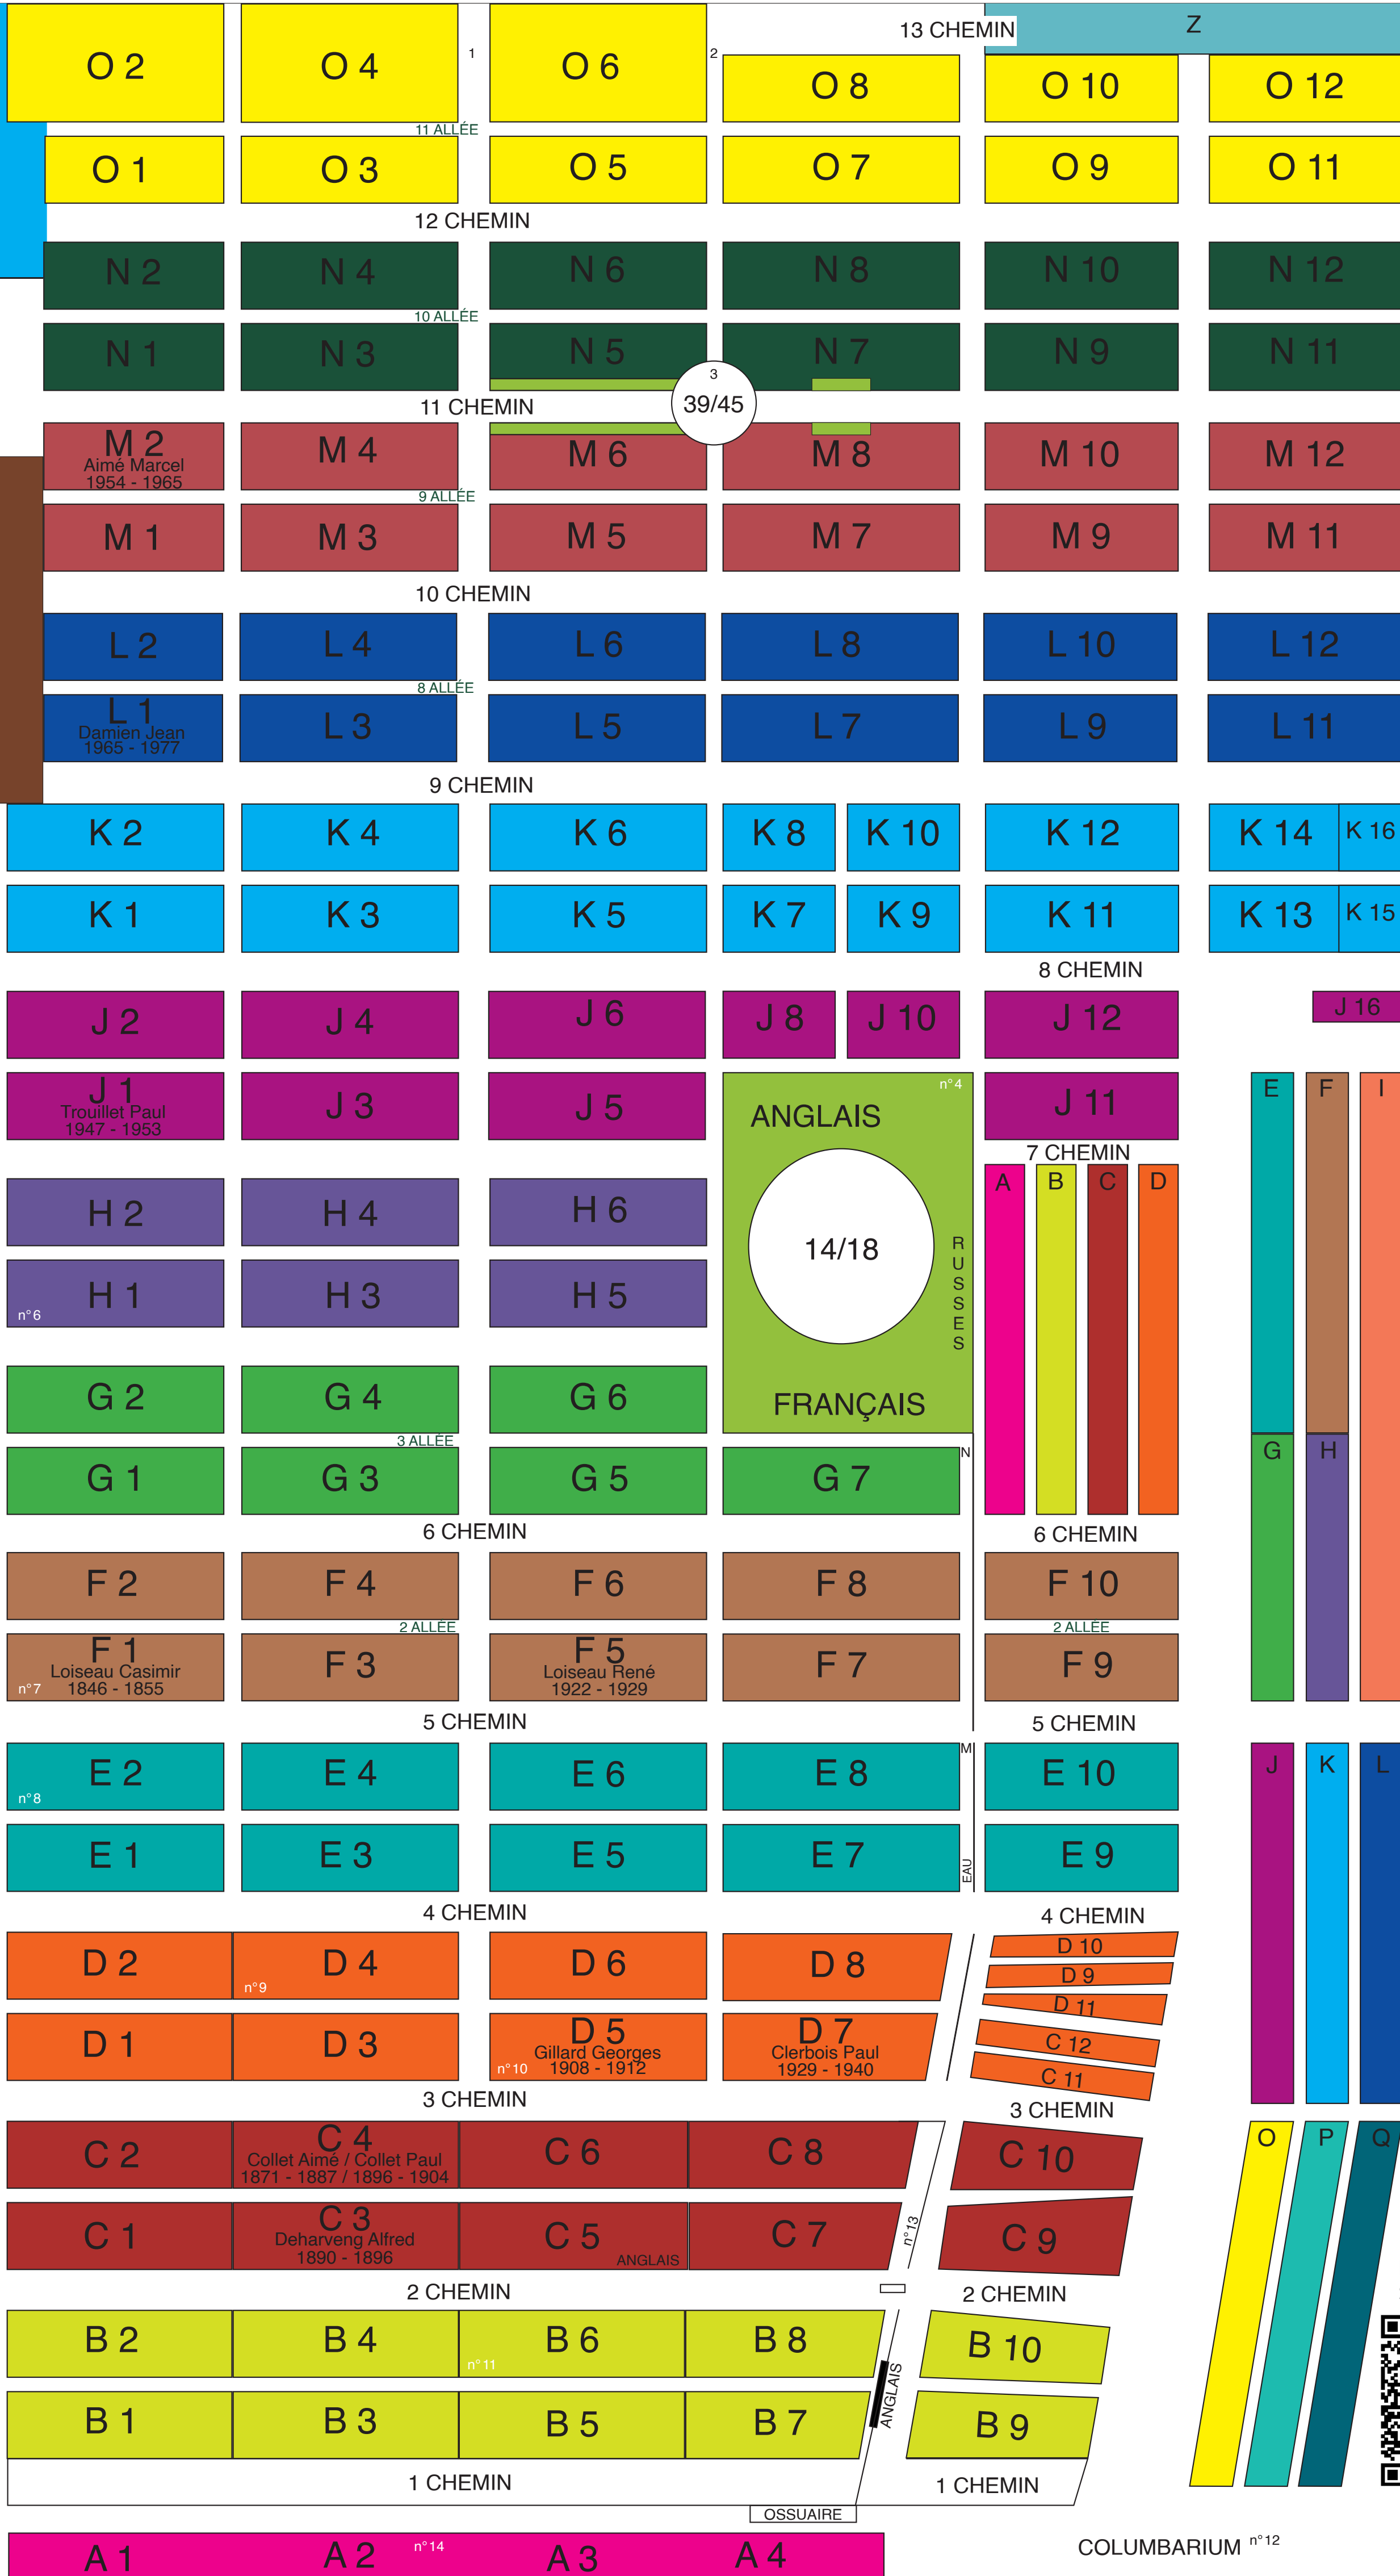 13 CHEMIN
Z
O 2
O 4
1
O 6
2
O 8
O 10
O 12
11 ALLÉE
O 1
O 3
O 5
O 7
O 9
O 11
12 CHEMIN
N 2
N 4
N 6
N 8
N 10
N 12
10 ALLÉE
N 1
N 3
N 5
N 7
N 9
N 11
3
39/45
11 CHEMIN
M 2
Aimé Marcel
1954 - 1965
M 4
M 6
M 8
M 10
M 12
9 ALLÉE
M 1
M 3
M 5
M 7
M 9
M 11
10 CHEMIN
L 2
L 4
L 6
L 8
L 10
L 12
8 ALLÉE
L 1
Damien Jean
1965 - 1977
L 3
L 5
L 7
L 9
L 11
9 CHEMIN
K 2
K 4
K 6
K 8
K 10
K 12
K 14
K 16
K 1
K 3
K 5
K 7
K 9
K 11
K 13
K 15
8 CHEMIN
J 2
J 4
J 6
J 8
J 10
J 12
J 16
J 1
Trouillet Paul
1947 - 1953
J 3
J 5
n°4
ANGLAIS
J 11
E
F
I
7 CHEMIN
A
B
C
D
H 2
H 4
H 6
14/18
RUSSES
H 1
n°6
H 3
H 5
G 2
G 4
G 6
FRANÇAIS
3 ALLÉE
N
G
H
G 1
G 3
G 5
G 7
6 CHEMIN
6 CHEMIN
F 2
F 4
F 6
F 8
F 10
2 ALLÉE
2 ALLÉE
F 1
Loiseau Casimir
1846 - 1855
n°7
F 3
F 5
Loiseau René
1922 - 1929
F 7
F 9
5 CHEMIN
5 CHEMIN
E 2
n°8
E 4
E 6
E 8
M
E 10
J
K
L
E 1
E 3
E 5
E 7
EAU
E 9
4 CHEMIN
4 CHEMIN
D 2
D 4
n°9
D 6
D 8
D 10
D 9
D 11
C 12
C 11
D 1
D 3
D 5
Gillard Georges
1908 - 1912
n°10
D 7
Clerbois Paul
1929 - 1940
3 CHEMIN
3 CHEMIN
C 2
C 4
Collet Aimé / Collet Paul
1871 - 1887 / 1896 - 1904
C 6
C 8
C 10
O
P
Q
C 1
C 3
Deharveng Alfred
1890 - 1896
C 5
ANGLAIS
C 7
n°13
C 9
2 CHEMIN
2 CHEMIN
B 2
B 4
B 6
n°11
B 8
B 10
ANGLAIS
B 1
B 3
B 5
B 7
B 9
1 CHEMIN
1 CHEMIN
OSSUAIRE
A 1
A 2
n°14
A 3
A 4
COLUMBARIUM n°12